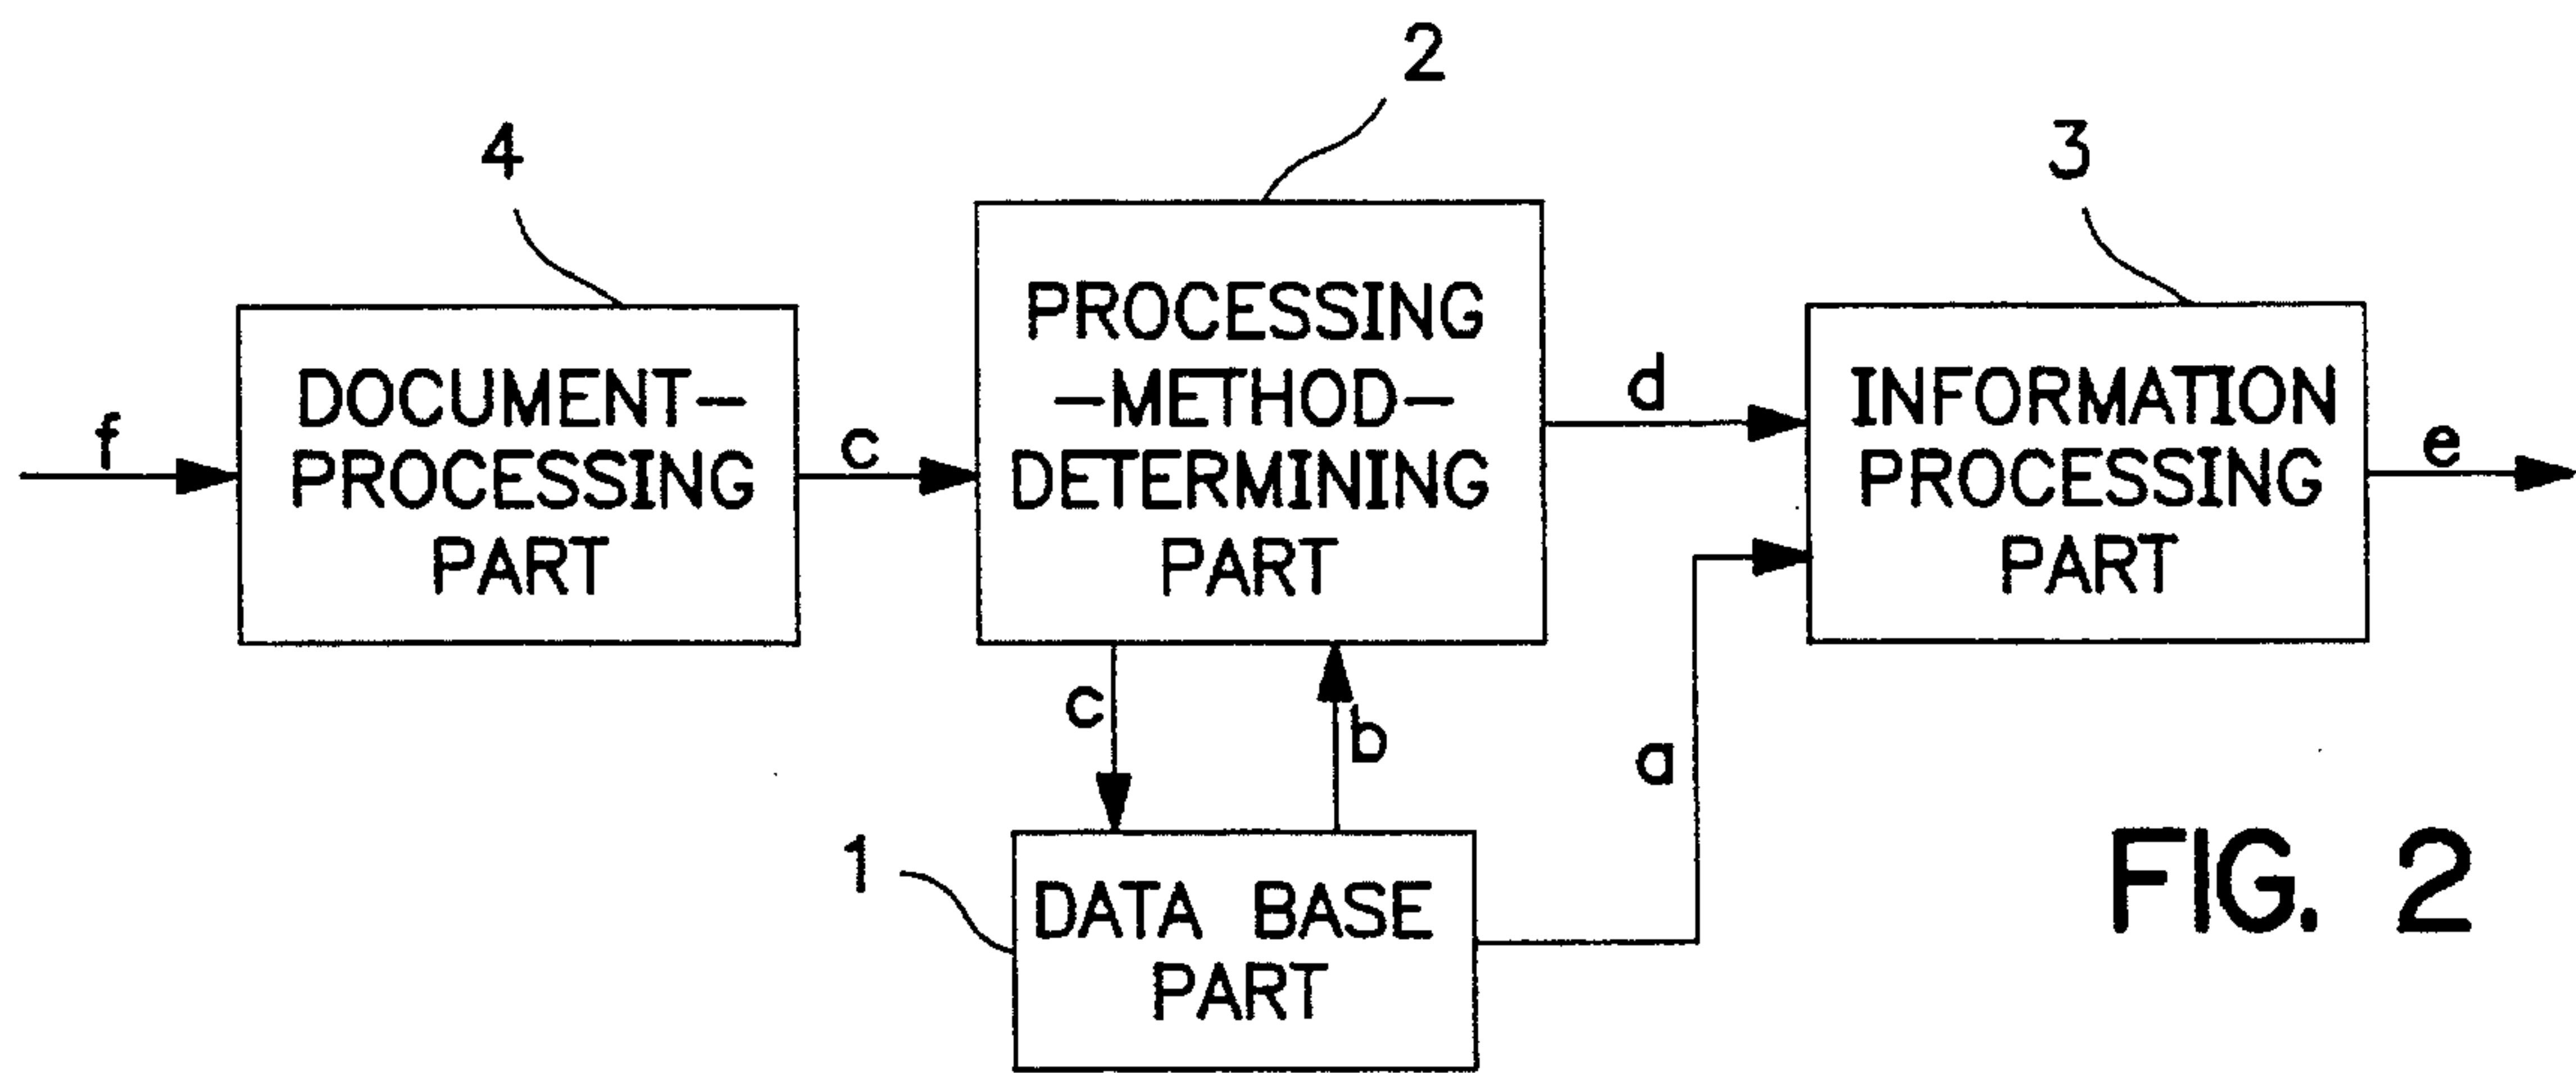 2
4
3
f
DOCUMENT-
PROCESSING
PART
c
PROCESSING
-METHOD-
DETERMINING
PART
d
INFORMATION
PROCESSING
PART
e
c
b
a
1
DATA BASE
PART
FIG. 2